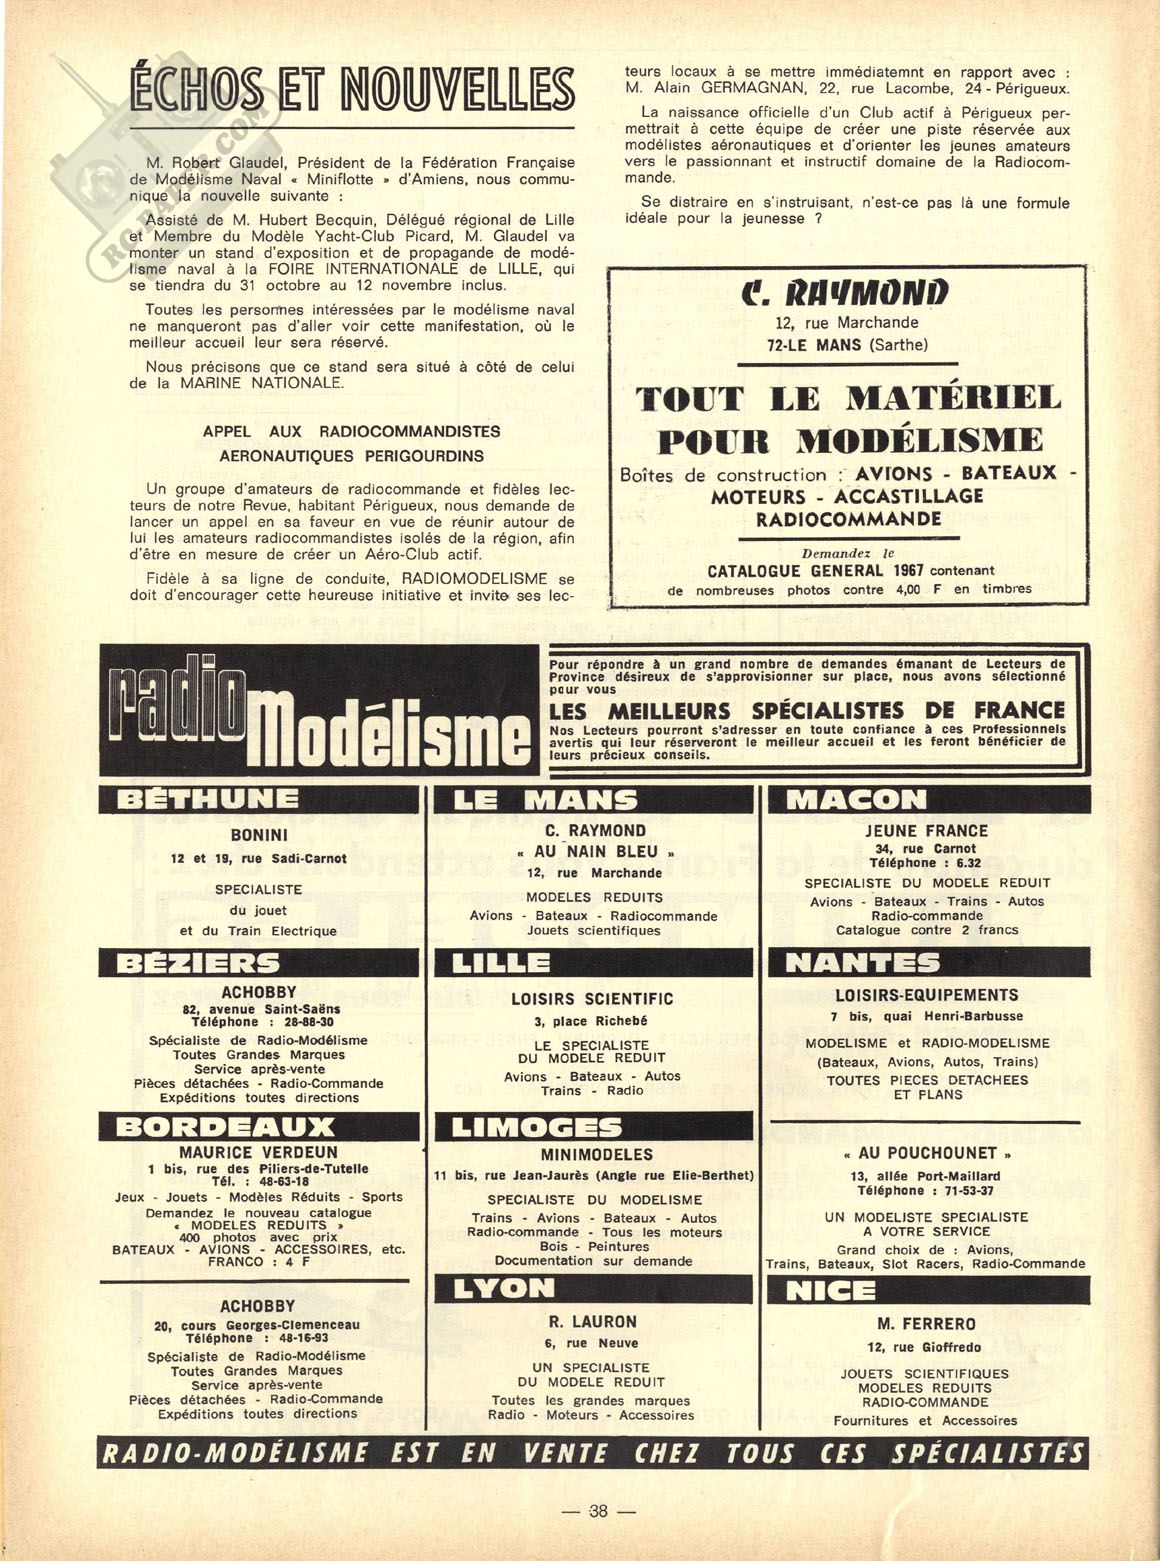 ÉCHOS ET NOUVELLES
M. Robert Glaudel, Président de la Fédération Française
de Modélisme Naval « Miniflotte » d'Amiens, nous commu-
nique la nouvelle suivante :
Assisté de M. Hubert Becquin, Délégué régional de Lille
et Membre du Modèle Yacht-Club Picard, M. Glaudel va
monter un stand d'exposition et de propagande de modé-
lisme naval à la FOIRE INTERNATIONALE de LILLE, qui
se tiendra du 31 octobre au 12 novembre inclus.
Toutes les personnes intéressées par le modélisme naval
ne manqueront pas d'aller voir cette manifestation, où le
meilleur accueil leur sera réservé.
Nous précisons que ce stand sera situé à côté de celui
de la MARINE NATIONALE.
APPEL AUX RADIOCOMMANDISTES
AERONAUTIQUES PERIGOURDINS
Un groupe d'amateurs de radiocommande et fidèles lec-
teurs de notre Revue, habitant Périgueux, nous demande de
lancer un appel en sa faveur en vue de réunir autour de
lui les amateurs radiocommandistes isolés de la région, afin
d'être en mesure de créer un Aéro-Club actif.
Fidèle à sa ligne de conduite, RADIOMODELISME se
doit d'encourager cette heureuse initiative et invite ses lec-
teurs locaux à se mettre immédiatemnt en rapport avec :
M. Alain GERMAGNAN, 22, rue Lacombe, 24 - Périgueux.
La naissance officielle d'un Club actif à Périgueux per-
mettrait à cette équipe de créer une piste réservée aux
modélistes aéronautiques et d'orienter les jeunes amateurs
vers le passionnant et instructif domaine de la Radiocom-
mande.
Se distraire en s'instruisant, n'est-ce pas là une formule
idéale pour la jeunesse ?
C. RAYMOND
12, rue Marchande
72-LE MANS (Sarthe)
TOUT LE MATÉRIEL
POUR MODÉLISME
Boîtes de construction : AVIONS - BATEAUX -
MOTEURS - ACCASTILLAGE
RADIOCOMMANDE
Demandez le
CATALOGUE GENERAL 1967 contenant
de nombreuses photos contre 4,00 F en timbres
radio modélisme
Pour répondre à un grand nombre de demandes émanant de Lecteurs de
Province désireux de s'approvisionner sur place, nous avons sélectionné
pour vous
LES MEILLEURS SPÉCIALISTES DE FRANCE
Nos Lecteurs pourront s'adresser en toute confiance à ces Professionnels
avertis qui leur réserveront le meilleur accueil et les feront bénéficier de
leurs précieux conseils.
BÉTHUNE
BONINI
12 et 19, rue Sadi-Carnot
SPECIALISTE
du jouet
et du Train Electrique
BÉZIERS
ACHOBBY
82, avenue Saint-Saëns
Téléphone : 28-88-30
Spécialiste de Radio-Modélisme
Toutes Grandes Marques
Service après-vente
Pièces détachées - Radio-Commande
Expéditions toutes directions
BORDEAUX
MAURICE VERDEUN
1 bis, rue des Piliers-de-Tutelle
Tél. : 48-63-18
Jeux - Jouets - Modèles Réduits - Sports
Demandez le nouveau catalogue
« MODELES REDUITS »
400 photos avec prix
BATEAUX - AVIONS - ACCESSOIRES, etc.
FRANCO : 4 F
ACHOBBY
20, cours Georges-Clemenceau
Téléphone : 48-16-93
Spécialiste de Radio-Modélisme
Toutes Grandes Marques
Service après-vente
Pièces détachées - Radio-Commande
Expéditions toutes directions
LE MANS
C. RAYMOND
« AU NAIN BLEU »
12, rue Marchande
MODELES REDUITS
Avions - Bateaux - Radiocommande
Jouets scientifiques
LILLE
LOISIRS SCIENTIFIC
3, place Richebé
LE SPECIALISTE
DU MODELE REDUIT
Avions - Bateaux - Autos
Trains - Radio
LIMOGES
MINIMODELES
11 bis, rue Jean-Jaurès (Angle rue Elie-Berthet)
SPECIALISTE DU MODELISME
Trains - Avions - Bateaux - Autos
Radio-commande - Tous les moteurs
Bois - Peintures
Documentation sur demande
LYON
R. LAURON
6, rue Neuve
UN SPECIALISTE
DU MODELE REDUIT
Toutes les grandes marques
Radio - Moteurs - Accessoires
MACON
JEUNE FRANCE
34, rue Carnot
Téléphone : 6.32
SPECIALISTE DU MODELE REDUIT
Avions - Bateaux - Trains - Autos
Radio-commande
Catalogue contre 2 francs
NANTES
LOISIRS-EQUIPEMENTS
7 bis, quai Henri-Barbusse
MODELISME et RADIO-MODELISME
(Bateaux, Avions, Autos, Trains)
TOUTES PIECES DETACHEES
ET PLANS
« AU POUCHOUNET »
13, allée Port-Maillard
Téléphone : 71-53-37
UN MODELISTE SPECIALISTE
A VOTRE SERVICE
Grand choix de : Avions,
Trains, Bateaux, Slot Racers, Radio-Commande
NICE
M. FERRERO
12, rue Gioffredo
JOUETS SCIENTIFIQUES
MODELES REDUITS
RADIO-COMMANDE
Fournitures et Accessoires
RADIO-MODÉLISME EST EN VENTE CHEZ TOUS CES SPÉCIALISTES
— 38 —
RC-RACER.COM